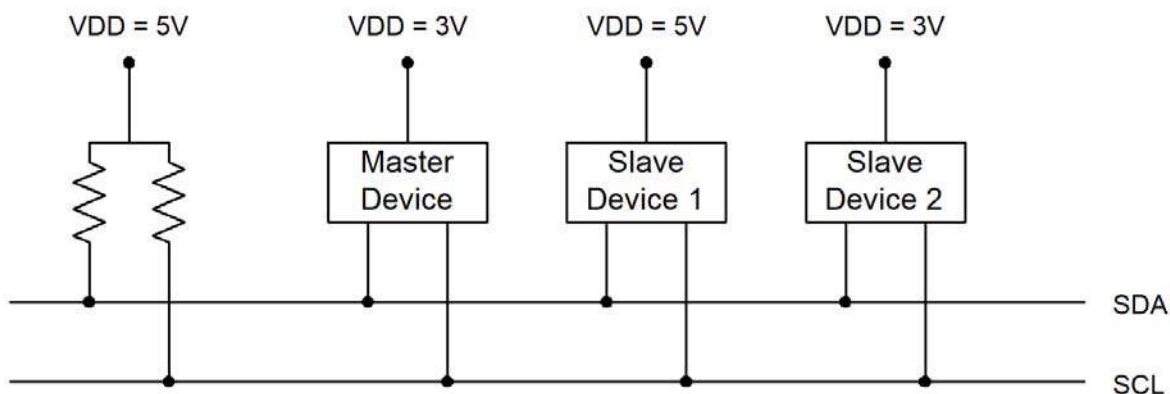 VDD = 5V
VDD = 3V
VDD = 5V
VDD = 3V
Master
Device
Slave
Device 1
Slave
Device 2
SDA
SCL